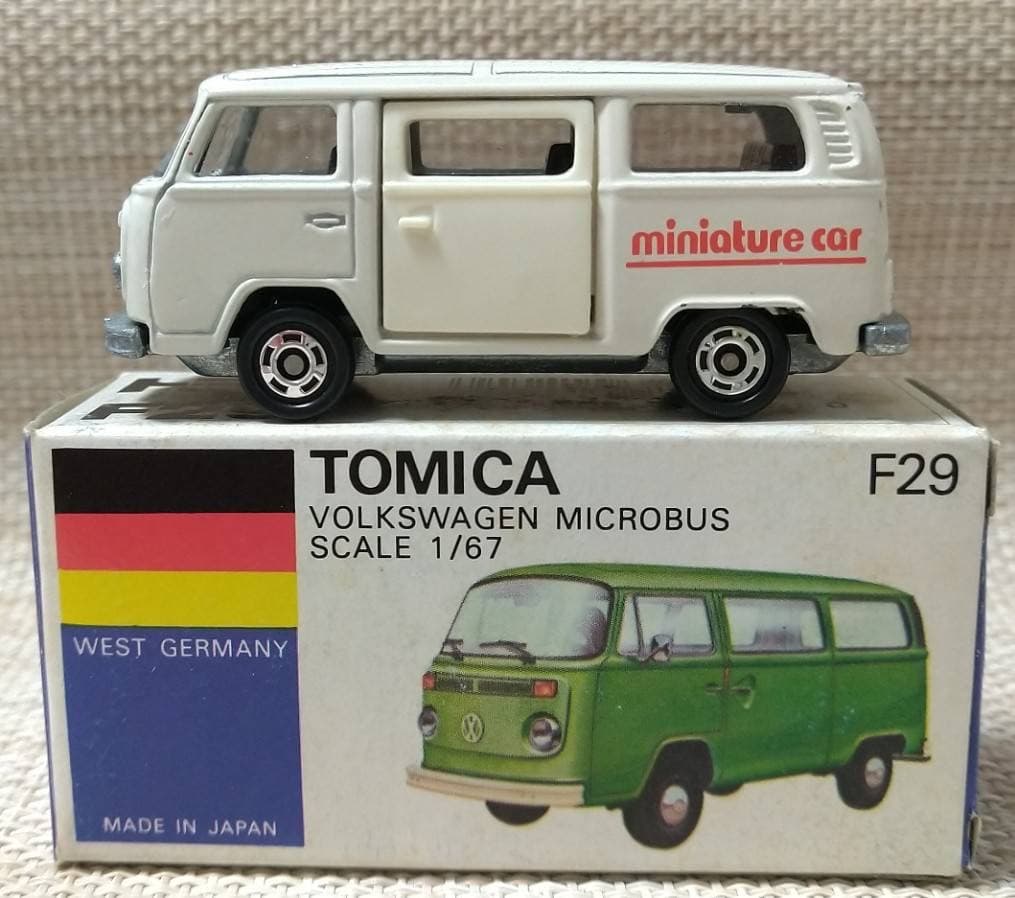 miniature car
TOMICA
F29
VOLKSWAGEN MICROBUS
SCALE 1/67
WEST GERMANY
MADE IN JAPAN